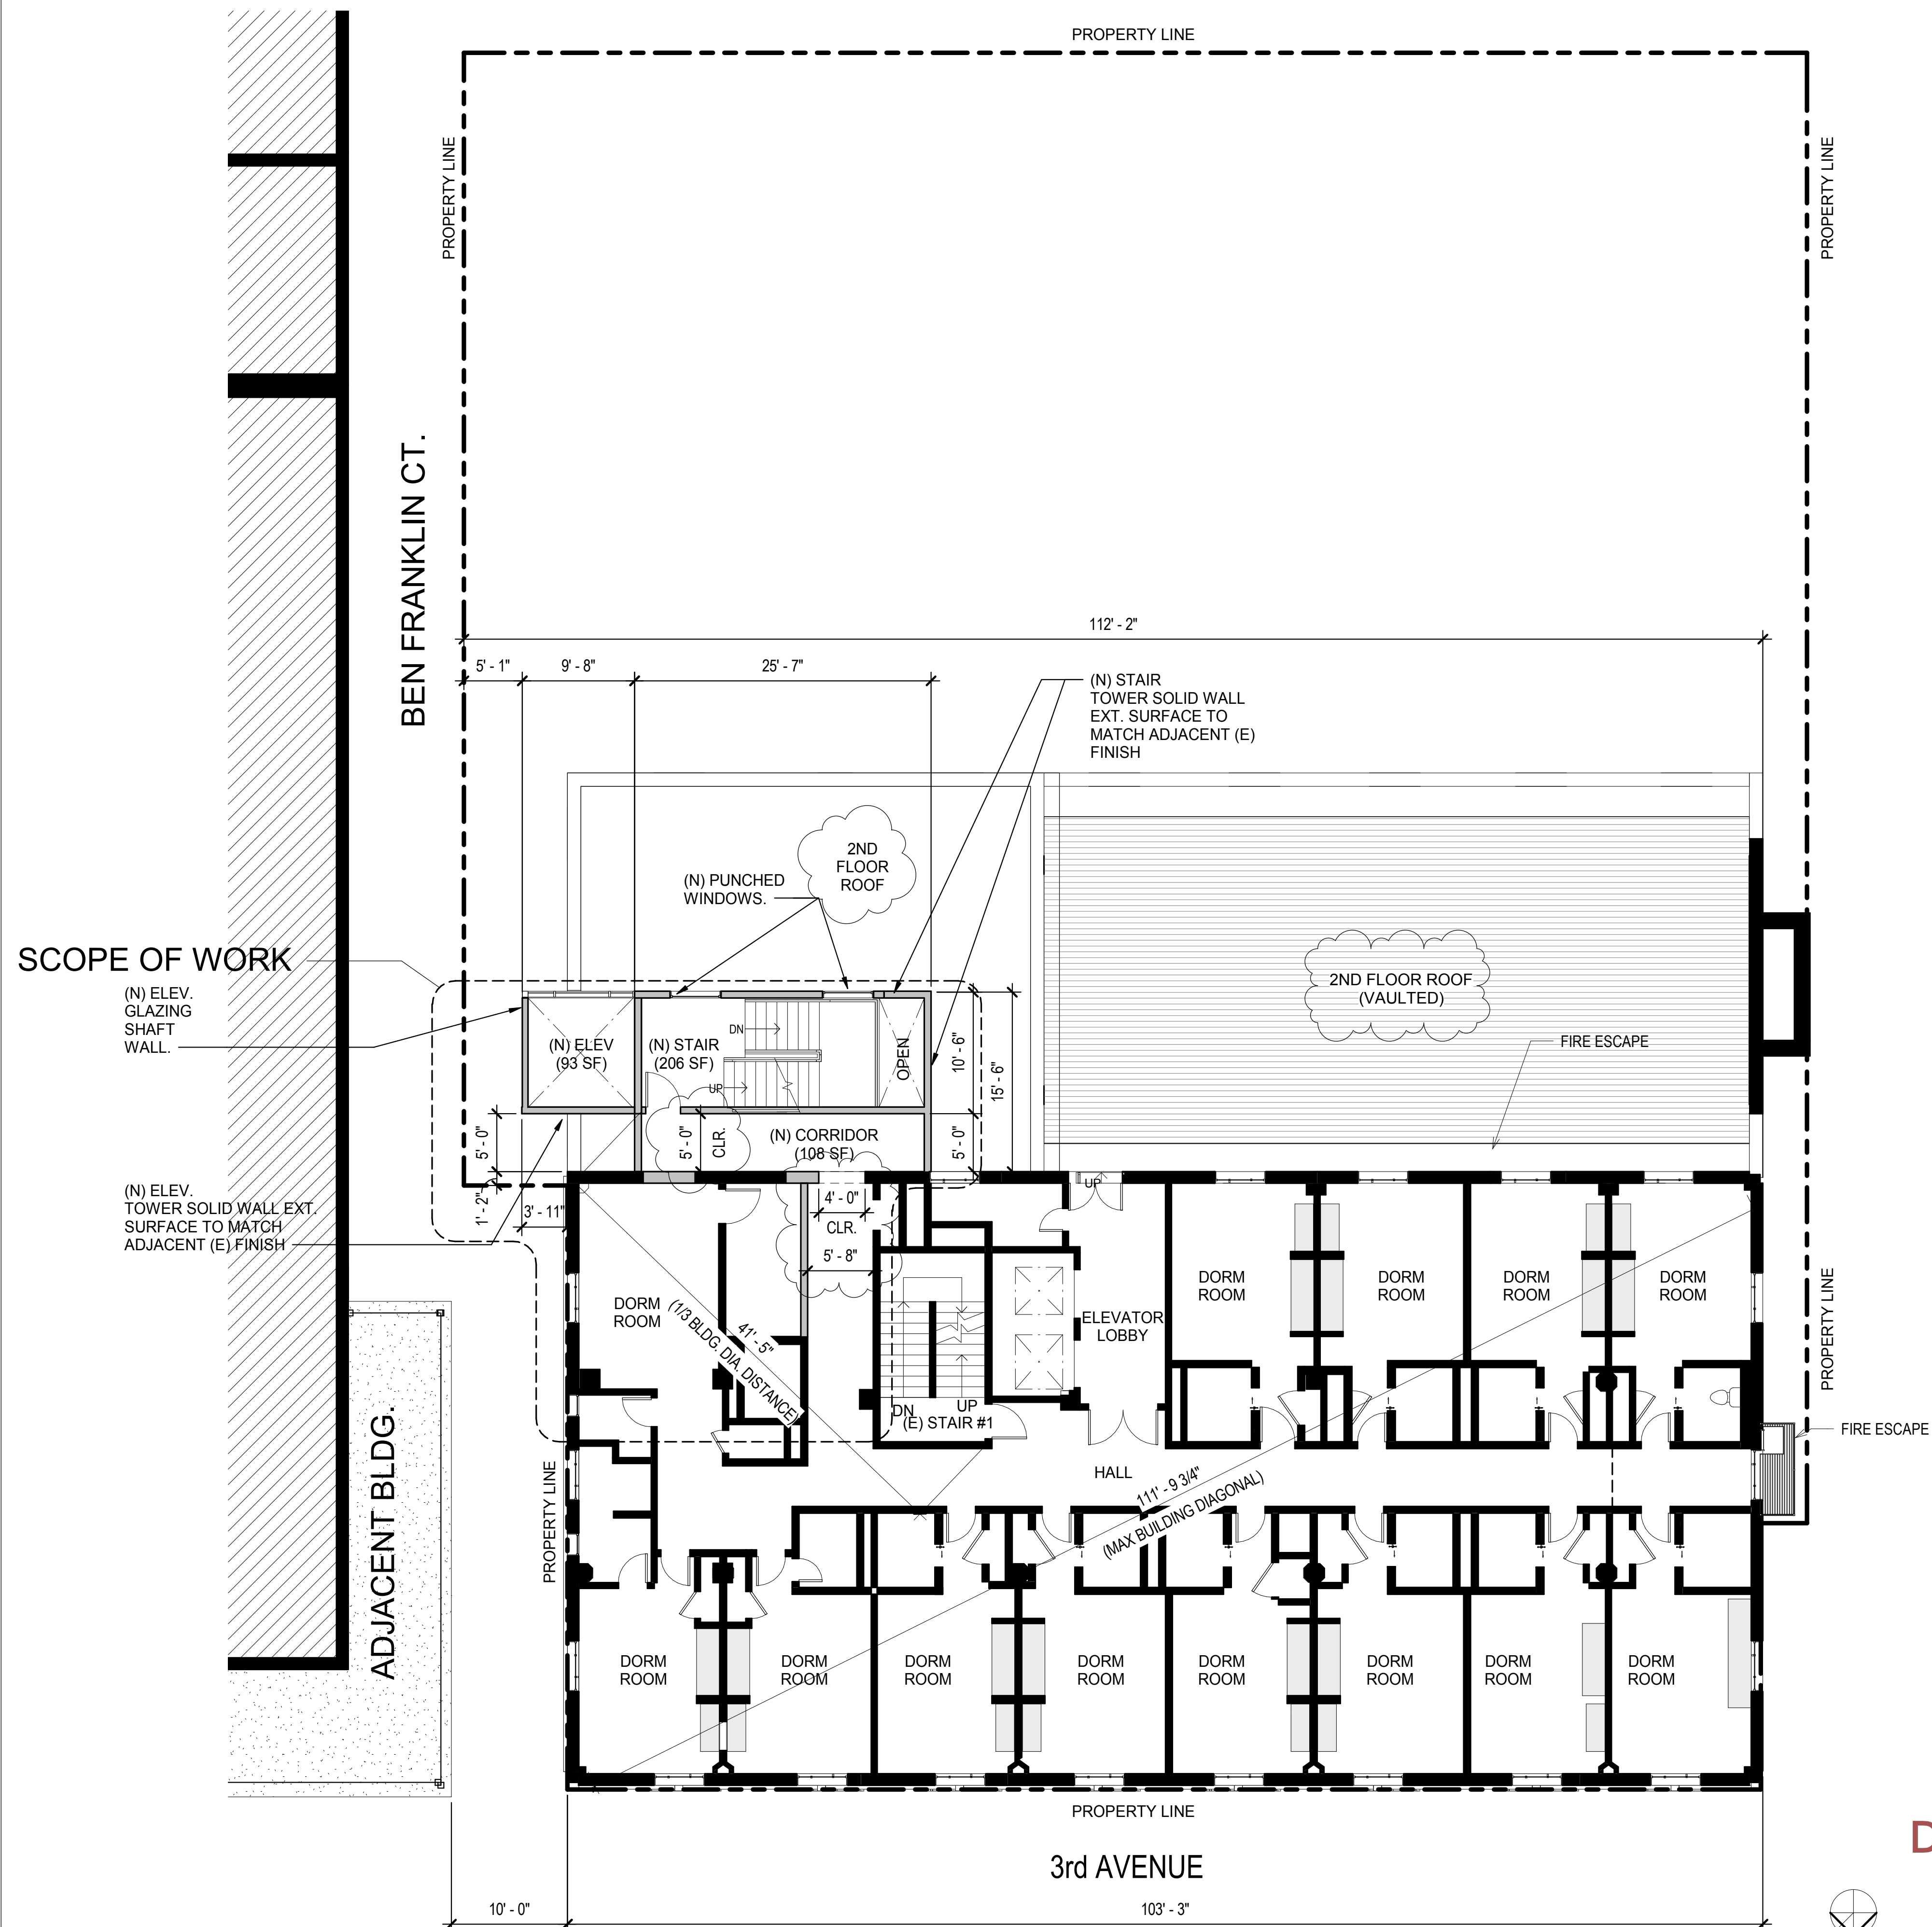 PROPERTY LINE
PROPERTY LINE
PROPERTY LINE
BEN FRANKLIN CT.
112' - 2"
5' - 1"
9' - 8"
25' - 7"
(N) STAIR
TOWER SOLID WALL
EXT. SURFACE TO
MATCH ADJACENT (E)
FINISH
2ND
FLOOR
ROOF
(N) PUNCHED
WINDOWS.
SCOPE OF WORK
(N) ELEV.
GLAZING
SHAFT
WALL.
2ND FLOOR ROOF
(VAULTED)
FIRE ESCAPE
(N) ELEV
(93 SF)
(N) STAIR
(206 SF)
DN
UP
OPEN
10' - 6"
15' - 6"
5' - 0"
5' - 0"
CLR.
(N) CORRIDOR
(108 SF)
5' - 0"
(N) ELEV.
TOWER SOLID WALL EXT.
SURFACE TO MATCH
ADJACENT (E) FINISH
1' - 2"
3' - 11"
4' - 0"
CLR.
5' - 8"
UP
DORM
ROOM
41' - 5"
(1/3 BLDG. DIA. DISTANCE)
ELEVATOR
LOBBY
DORM
ROOM
DORM
ROOM
DORM
ROOM
DORM
ROOM
PROPERTY LINE
DN
UP
(E) STAIR #1
FIRE ESCAPE
HALL
111' - 9 3/4"
(MAX BUILDING DIAGONAL)
PROPERTY LINE
ADJACENT BLDG.
DORM
ROOM
DORM
ROOM
DORM
ROOM
DORM
ROOM
DORM
ROOM
DORM
ROOM
DORM
ROOM
DORM
ROOM
PROPERTY LINE
3rd AVENUE
D
10' - 0"
103' - 3"